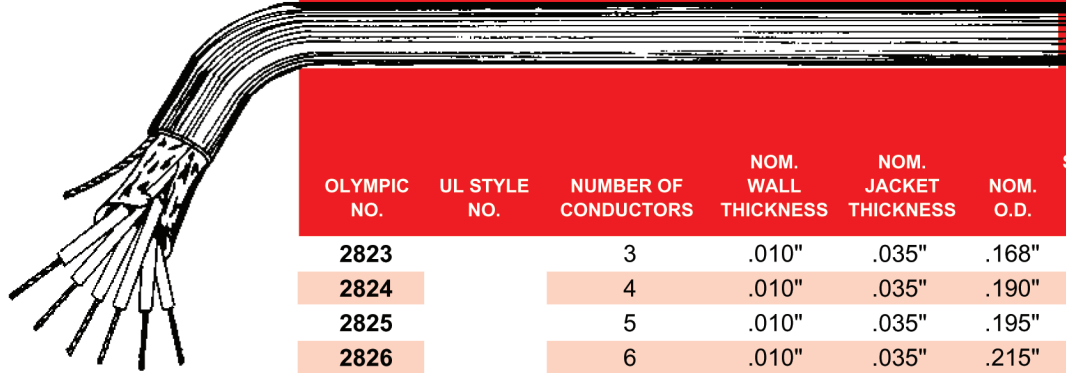 OLYMPIC NO. UL STYLE NO. NUMBER OF CONDUCTORS NOM. WALL THICKNESS NOM. JACKET THICKNESS NOM. O.D.
2823 3 .010" .035" .168"
2824 4 .010" .035" .190"
2825 5 .010" .035" .195"
2826 6 .010" .035" .215"